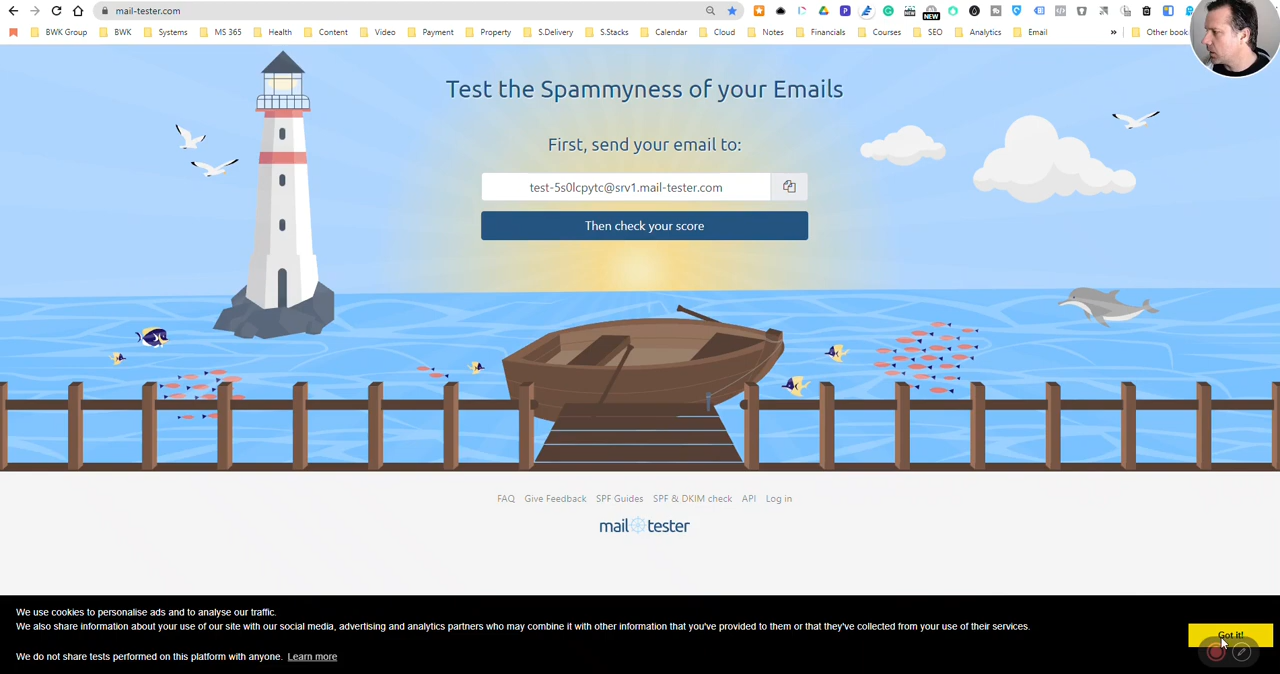 mail-tester.com
NEW
BWK Group BWK Systems MS 365 Health Content Video Payment Property S.Delivery S.Stacks Calendar Cloud Notes Financials Courses SEO Analytics Email » Other book
Test the Spammyness of your Emails
First, send your email to:
test-5s0lcpytc@srv1.mail-tester.com
Then check your score
FAQ Give Feedback SPF Guides SPF & DKIM check API Log in
mail tester
We use cookies to personalise ads and to analyse our traffic.
We also share information about your use of our site with our social media, advertising and analytics partners who may combine it with other information that you've provided to them or that they've collected from your use of their services.
Got it!
We do not share tests performed on this platform with anyone. Learn more